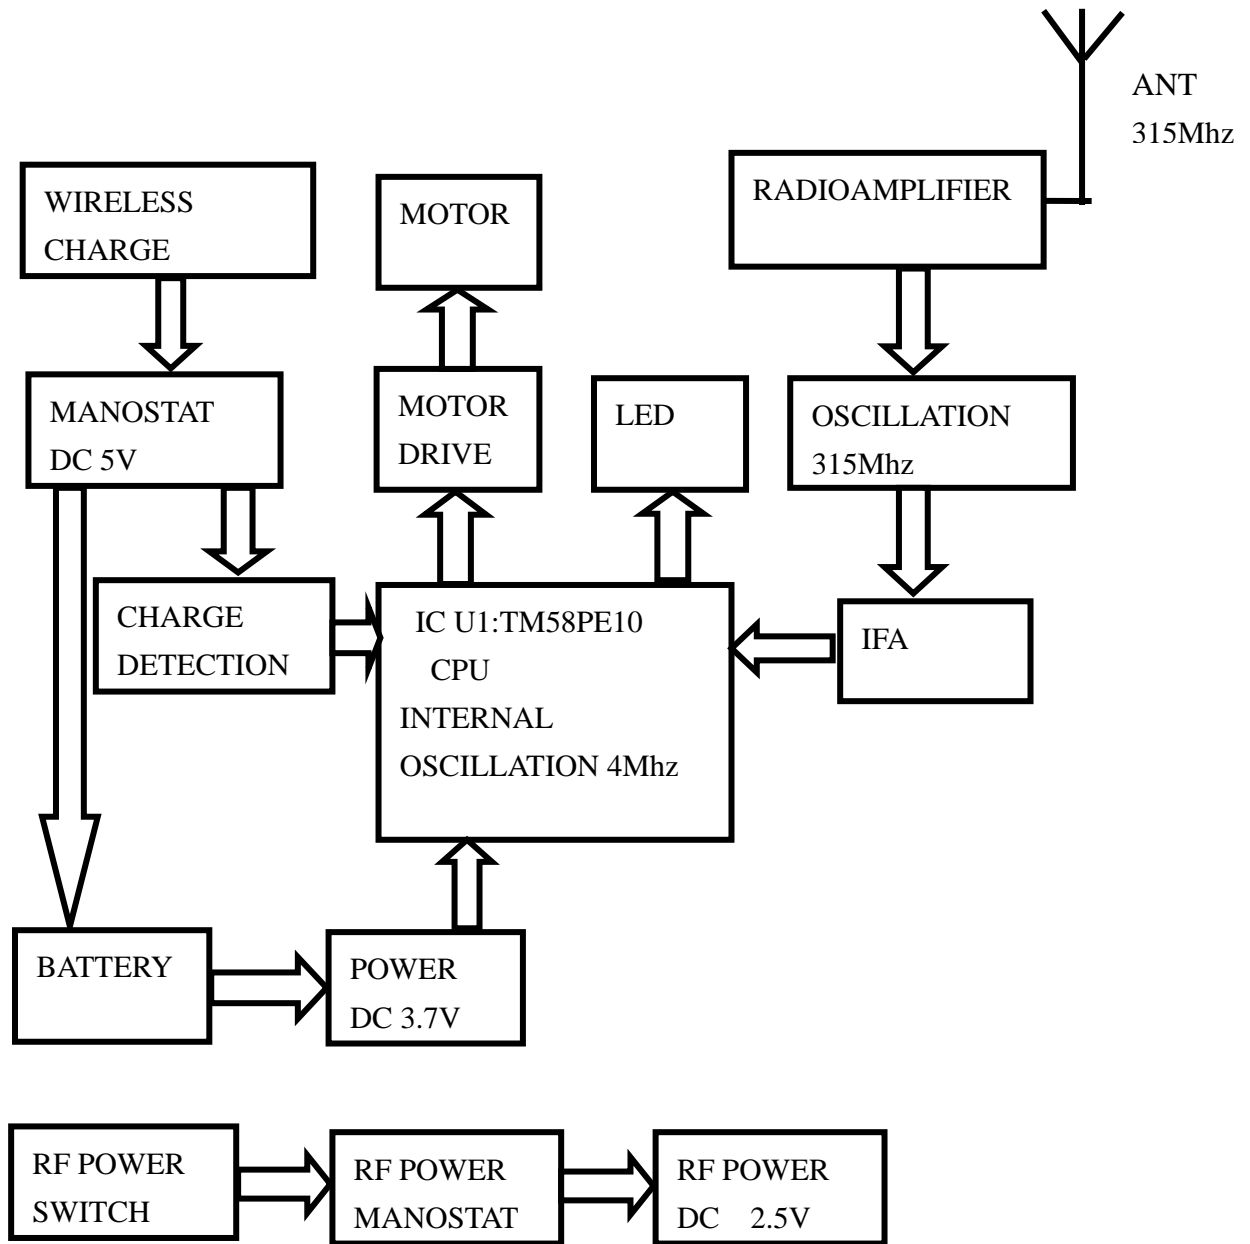 ANT
315Mhz
WIRELESS
CHARGE
MOTOR
RADIOAMPLIFIER
MANOSTAT
DC 5V
MOTOR
DRIVE
LED
OSCILLATION
315Mhz
CHARGE
DETECTION
IC U1:TM58PE10
CPU
INTERNAL
OSCILLATION 4Mhz
IFA
BATTERY
POWER
DC 3.7V
RF POWER
SWITCH
RF POWER
MANOSTAT
RF POWER
DC 2.5V